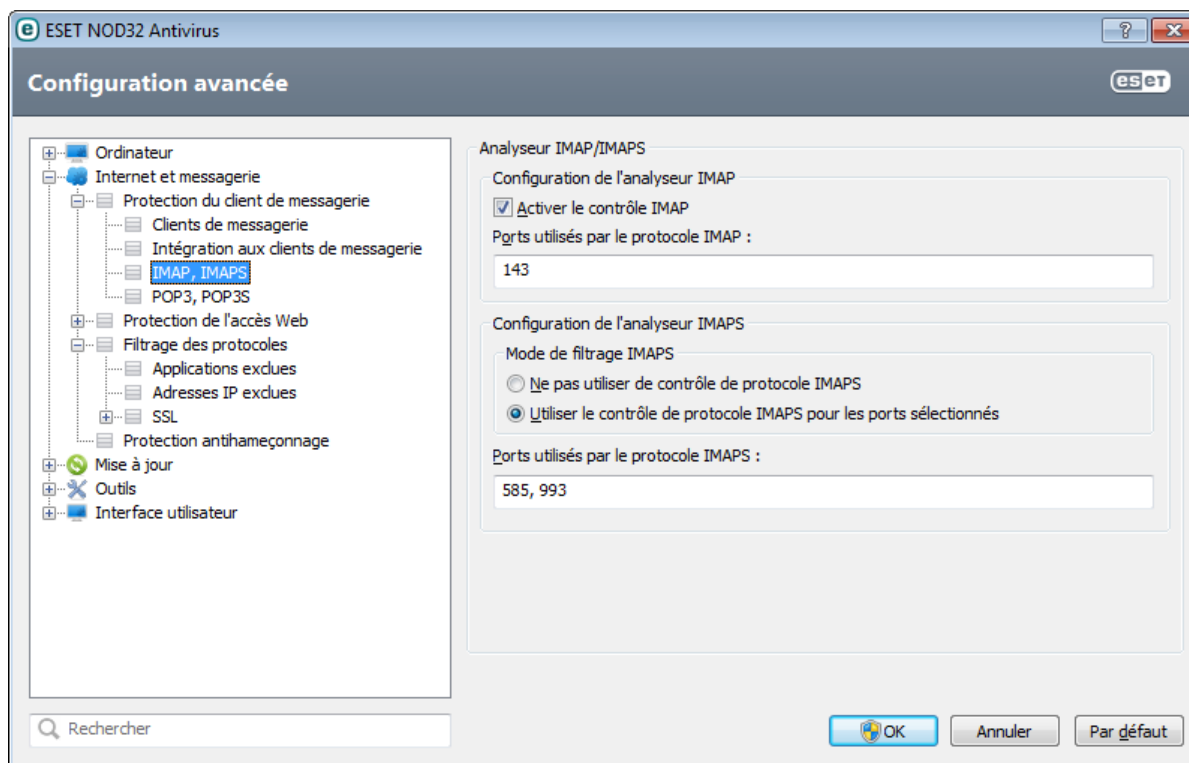 ESET NOD32 Antivirus
Configuration avancée
eset
Ordinateur
Internet et messagerie
Protection du client de messagerie
Clients de messagerie
Intégration aux clients de messagerie
IMAP, IMAPS
POP3, POP3S
Protection de l'accès Web
Filtrage des protocoles
Applications exclues
Adresses IP exclues
SSL
Protection antihameçonnage
Mise à jour
Outils
Interface utilisateur
Rechercher
Analyseur IMAP/IMAPS
Configuration de l'analyseur IMAP
Activer le contrôle IMAP
Ports utilisés par le protocole IMAP :
143
Configuration de l'analyseur IMAPS
Mode de filtrage IMAPS
Ne pas utiliser de contrôle de protocole IMAPS
Utiliser le contrôle de protocole IMAPS pour les ports sélectionnés
Ports utilisés par le protocole IMAPS :
585, 993
OK
Annuler
Par défaut